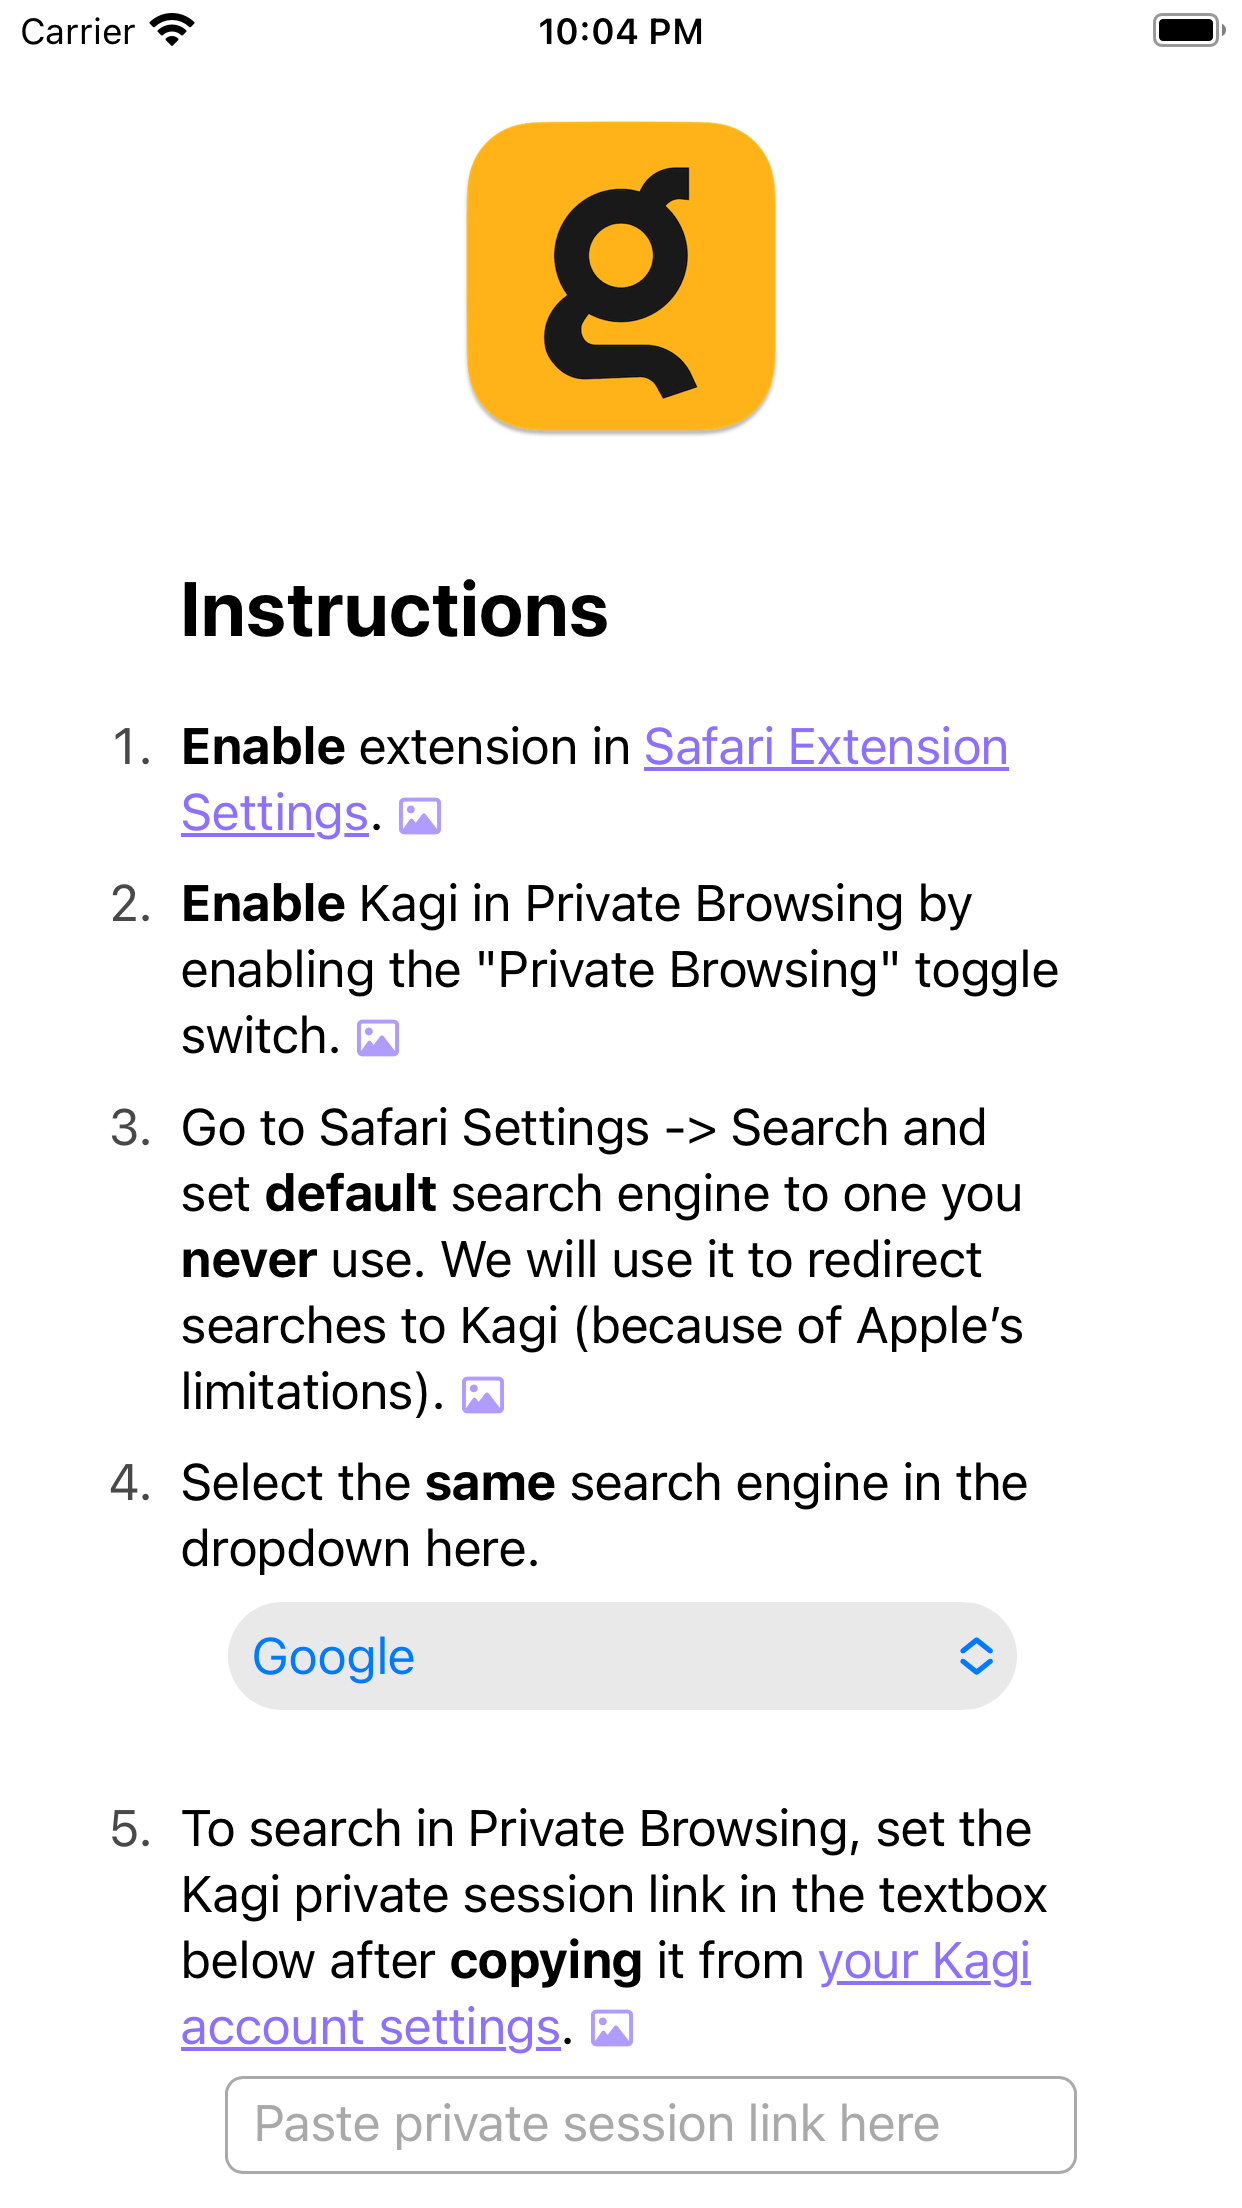 Carrier
10:04 PM
g
Instructions
1. Enable extension in Safari Extension
Settings.
2. Enable Kagi in Private Browsing by
enabling the "Private Browsing" toggle
switch.
3. Go to Safari Settings -> Search and
set default search engine to one you
never use. We will use it to redirect
searches to Kagi (because of Apple’s
limitations).
4. Select the same search engine in the
dropdown here.
Google
5. To search in Private Browsing, set the
Kagi private session link in the textbox
below after copying it from your Kagi
account settings.
Paste private session link here